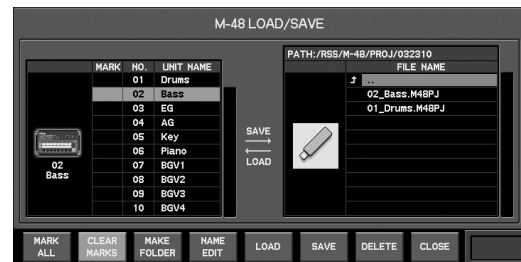 M-48 LOAD/SAVE
PATH:/RSS/M-48/PROJ/032310
MARK NO. UNIT NAME
01 Drums
02 Bass
03 EG
04 AG
05 Key
06 Piano
07 BGV1
08 BGV2
09 BGV3
10 BGV4
02
Bass
SAVE
LOAD
FILE NAME
..
02_Bass.M48PJ
01_Drums.M48PJ
MARK ALL
CLEAR MARKS
MAKE FOLDER
NAME EDIT
LOAD
SAVE
DELETE
CLOSE